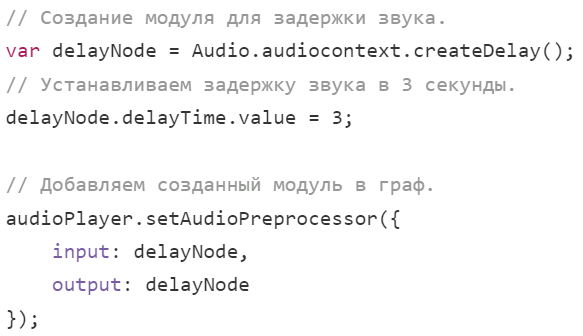 // Создание модуля для задержки звука.
var delayNode = Audio.audiocontext.createDelay();
// Устанавливаем задержку звука в 3 секунды.
delayNode.delayTime.value = 3;

// Добавляем созданный модуль в граф.
audioPlayer.setAudioPreprocessor({
    input: delayNode,
    output: delayNode
});